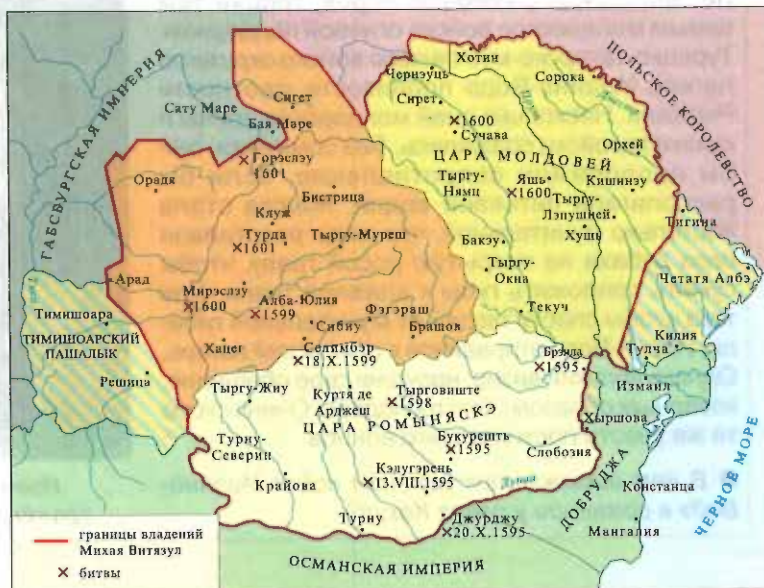 ГАБСБУРГСКАЯ ИМПЕРИЯ
ПОЛЬСКОЕ КОРОЛЕВСТВО
Хотин
Чернэуць
Сорока
Сигет
Сирет
Сату Маре
1600
Сучава
Бая Маре
ЦАРА МОЛДОВЕЙ
Орхей
Горэслэу
1601
Орадя
Бистрица
Тыргу-
Нямц
Яшь
1600
Кишинэу
Тыргу-
Лэпушней
Клуж
Тигина
Турда
1601
Тыргу-Муреш
Бакэу
Хушь
Тыргу-
Окна
Четатя Албэ
Арад
Мирэслэу
1600
Алба-Юлия
1599
Фэгэраш
Текуч
Тимишоара
ТИМИШОАРСКИЙ
ПАШАЛЫК
Сибиу
Брашов
Хацег
Селимбэр
18.X.1599
Килия
Тулча
Решица
Брэила
1595
Измаил
Тыргу-Жиу
Куртя де
Арджеш
Тырговиште
1598
ЦАРА РОМЫНЯСКЭ
Хыршова
Турну-
Северин
Букурешть
1595
Слобозия
ДОБРУДЖА
ЧЕРНОЕ МОРЕ
Кэлугэрень
13.VIII.1595
Крайова
Дунай
Констанца
Турну
Джурджу
20.X.1595
Мангалия
ОСМАНСКАЯ ИМПЕРИЯ
границы владений
Михая Витязул
битвы